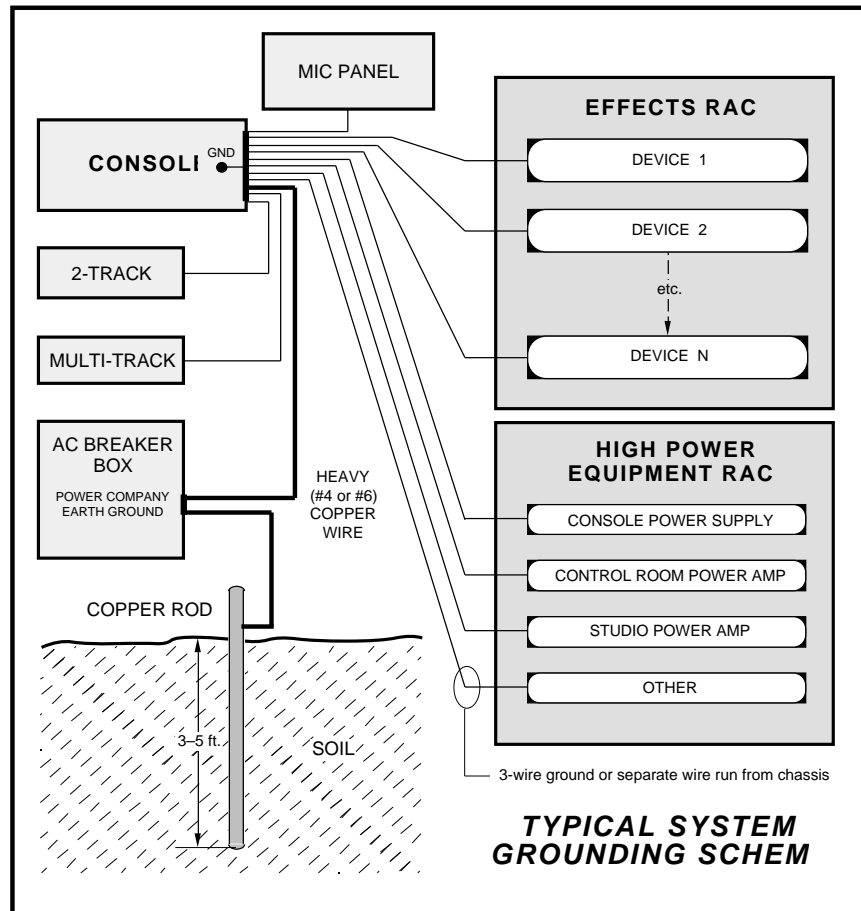 MIC PANEL
CONSOL
GND
2-TRACK
MULTI-TRACK
AC BREAKER
BOX
POWER COMPANY
EARTH GROUND
HEAVY
(#4 or #6)
COPPER
WIRE
COPPER ROD
3–5 ft.
SOIL
EFFECTS RAC
DEVICE 1
DEVICE 2
etc.
DEVICE N
HIGH POWER
EQUIPMENT RAC
CONSOLE POWER SUPPLY
CONTROL ROOM POWER AMP
STUDIO POWER AMP
OTHER
3-wire ground or separate wire run from chassis
TYPICAL SYSTEM
GROUNDING SCHEM